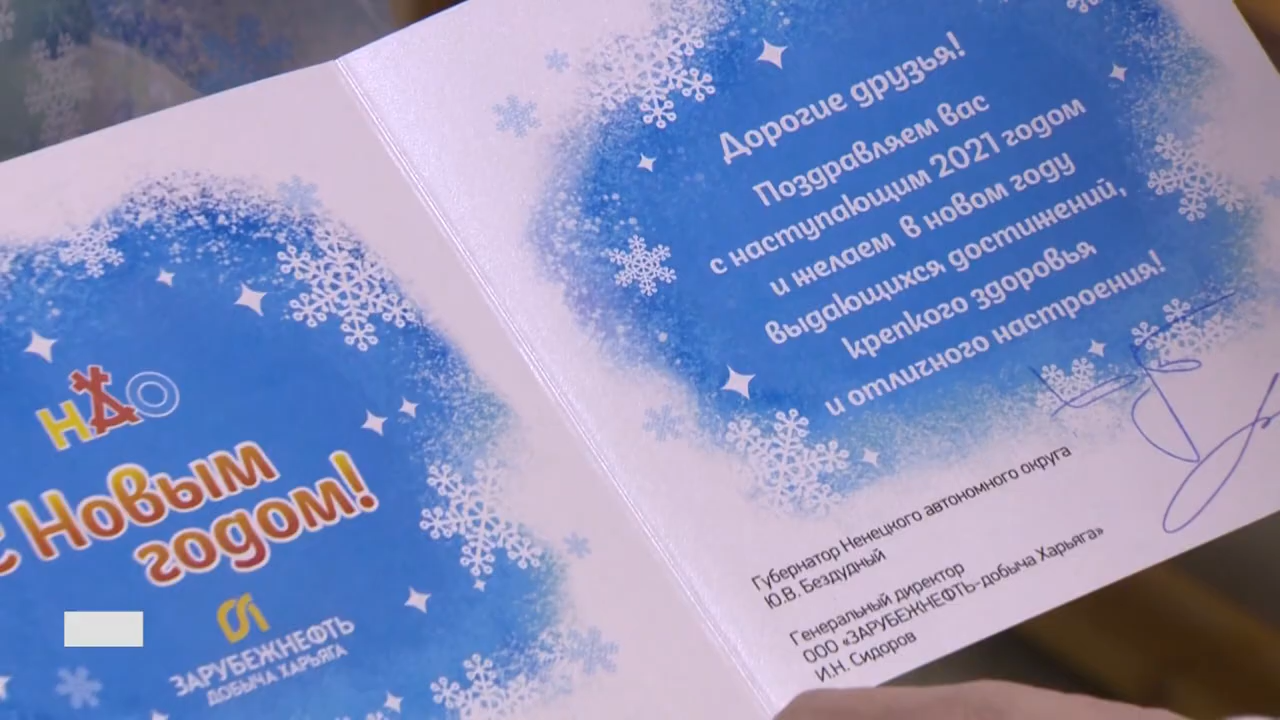 НАО
с Новым
годом!
ЗАРУБЕЖНЕФТЬ
ДОБЫЧА ХАРЬЯГА
Дорогие друзья!
Поздравляем вас
с наступающим 2021 годом
и желаем в новом году
выдающихся достижений,
крепкого здоровья
и отличного настроения!
Губернатор Ненецкого автономного округа
Ю.В. Бездудный
Генеральный директор
ООО «ЗАРУБЕЖНЕФТЬ-добыча Харьяга»
И.Н. Сидоров